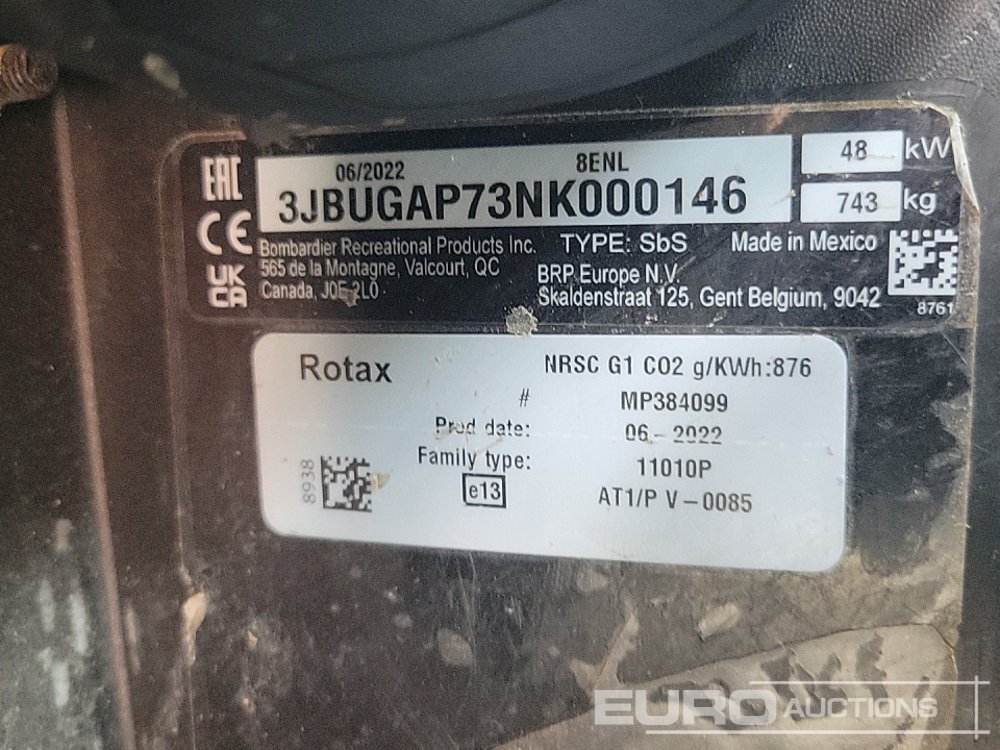 EAC
CE
UK
CA
06/2022 8ENL
3JBUGAP73NK000146
48 kW
743 kg
Bombardier Recreational Products Inc.
565 de la Montagne, Valcourt, QC
Canada, J0E 2L0
TYPE: SbS Made in Mexico
BRP Europe N.V.
Skaldenstraat 125, Gent Belgium, 9042
8761
Rotax NRSC G1 CO2 g/KWh:876
# MP384099
Prod date: 06-2022
Family type: 11010P
8938
e13 AT1/P V-0085
EURO AUCTIONS